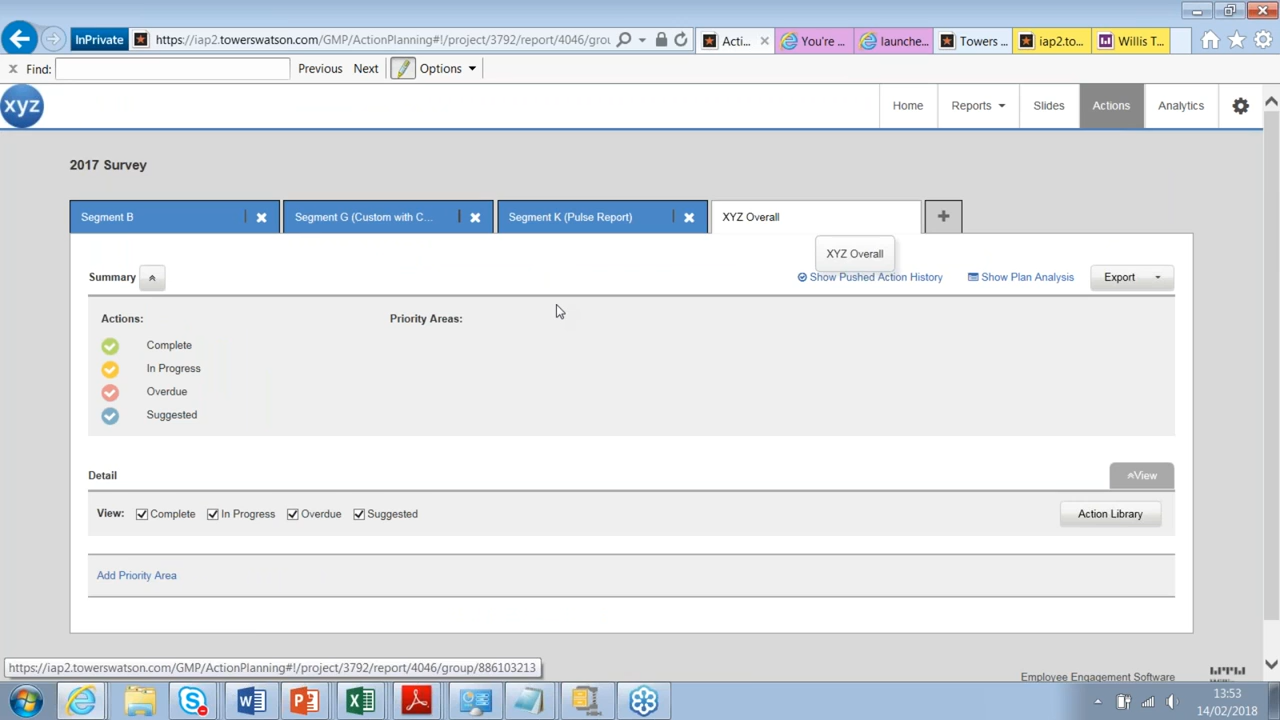 InPrivate
https://iap2.towerswatson.com/GMP/ActionPlanning#!/project/3792/report/4046/grou
Acti...
You're ...
launche...
Towers ...
iap2.to...
Willis T...
Find:
Previous
Next
Options
xyz
Home
Reports
Slides
Actions
Analytics
2017 Survey
Segment B
Segment G (Custom with C...
Segment K (Pulse Report)
XYZ Overall
+
XYZ Overall
Summary
Show Pushed Action History
Show Plan Analysis
Export
Actions:
Priority Areas:
Complete
In Progress
Overdue
Suggested
Detail
View
View:
Complete
In Progress
Overdue
Suggested
Action Library
Add Priority Area
https://iap2.towerswatson.com/GMP/ActionPlanning#!/project/3792/report/4046/group/886103213
Employee Engagement Software
13:53
14/02/2018